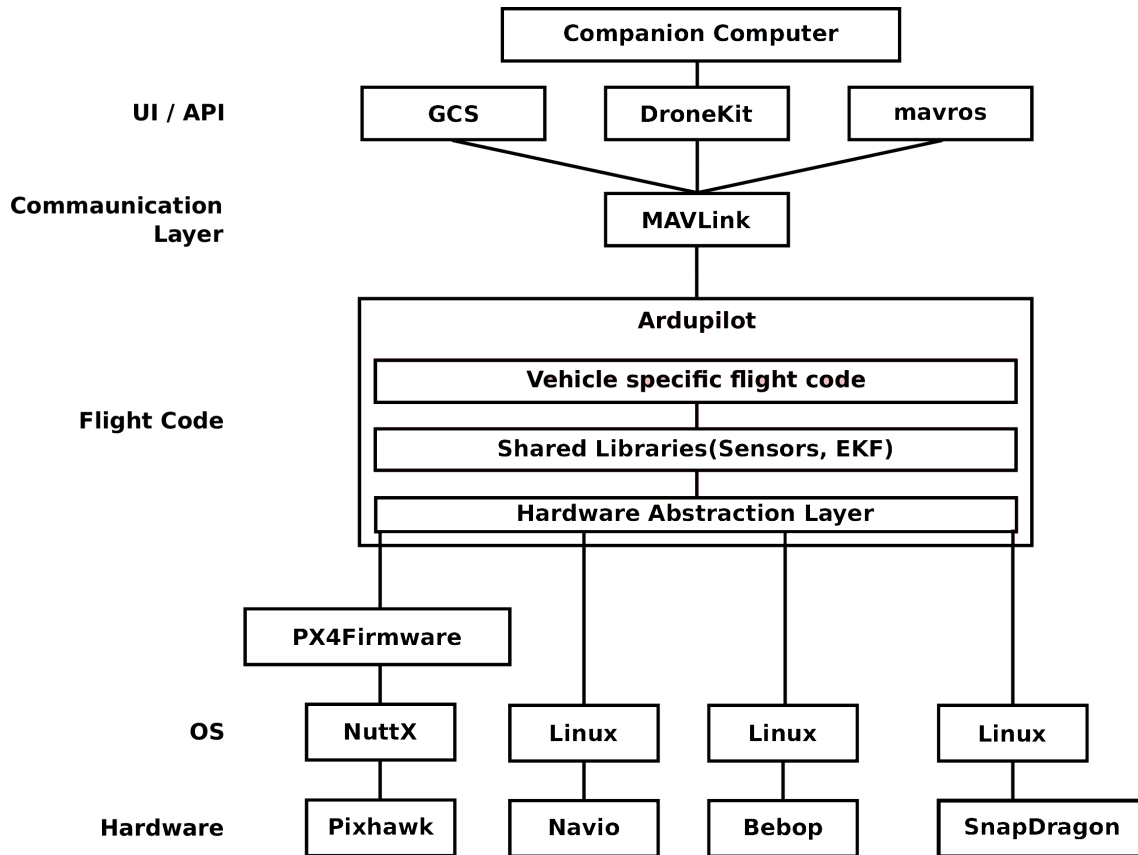 Companion Computer
UI / API
GCS
DroneKit
mavros
Commaunication
Layer
MAVLink
Ardupilot
Vehicle specific flight code
Flight Code
Shared Libraries(Sensors, EKF)
Hardware Abstraction Layer
PX4Firmware
OS
NuttX
Linux
Linux
Linux
Hardware
Pixhawk
Navio
Bebop
SnapDragon